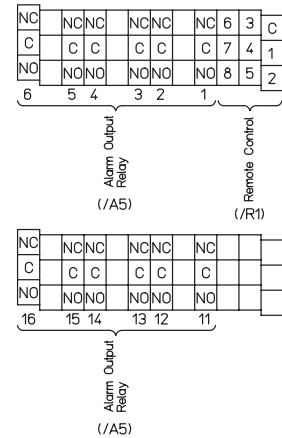 NC NC NC NC NC NC 6 3 C
C C C C C C 7 4 1
NO NO NO NO NO NO 8 5 2
6 5 4 3 2 1
Alarm Output
Relay
(/A5)
Remote Control
(/R1)
NC NC NC NC NC NC
C C C C C C
NO NO NO NO NO NO
16 15 14 13 12 11
Alarm Output
Relay
(/A5)